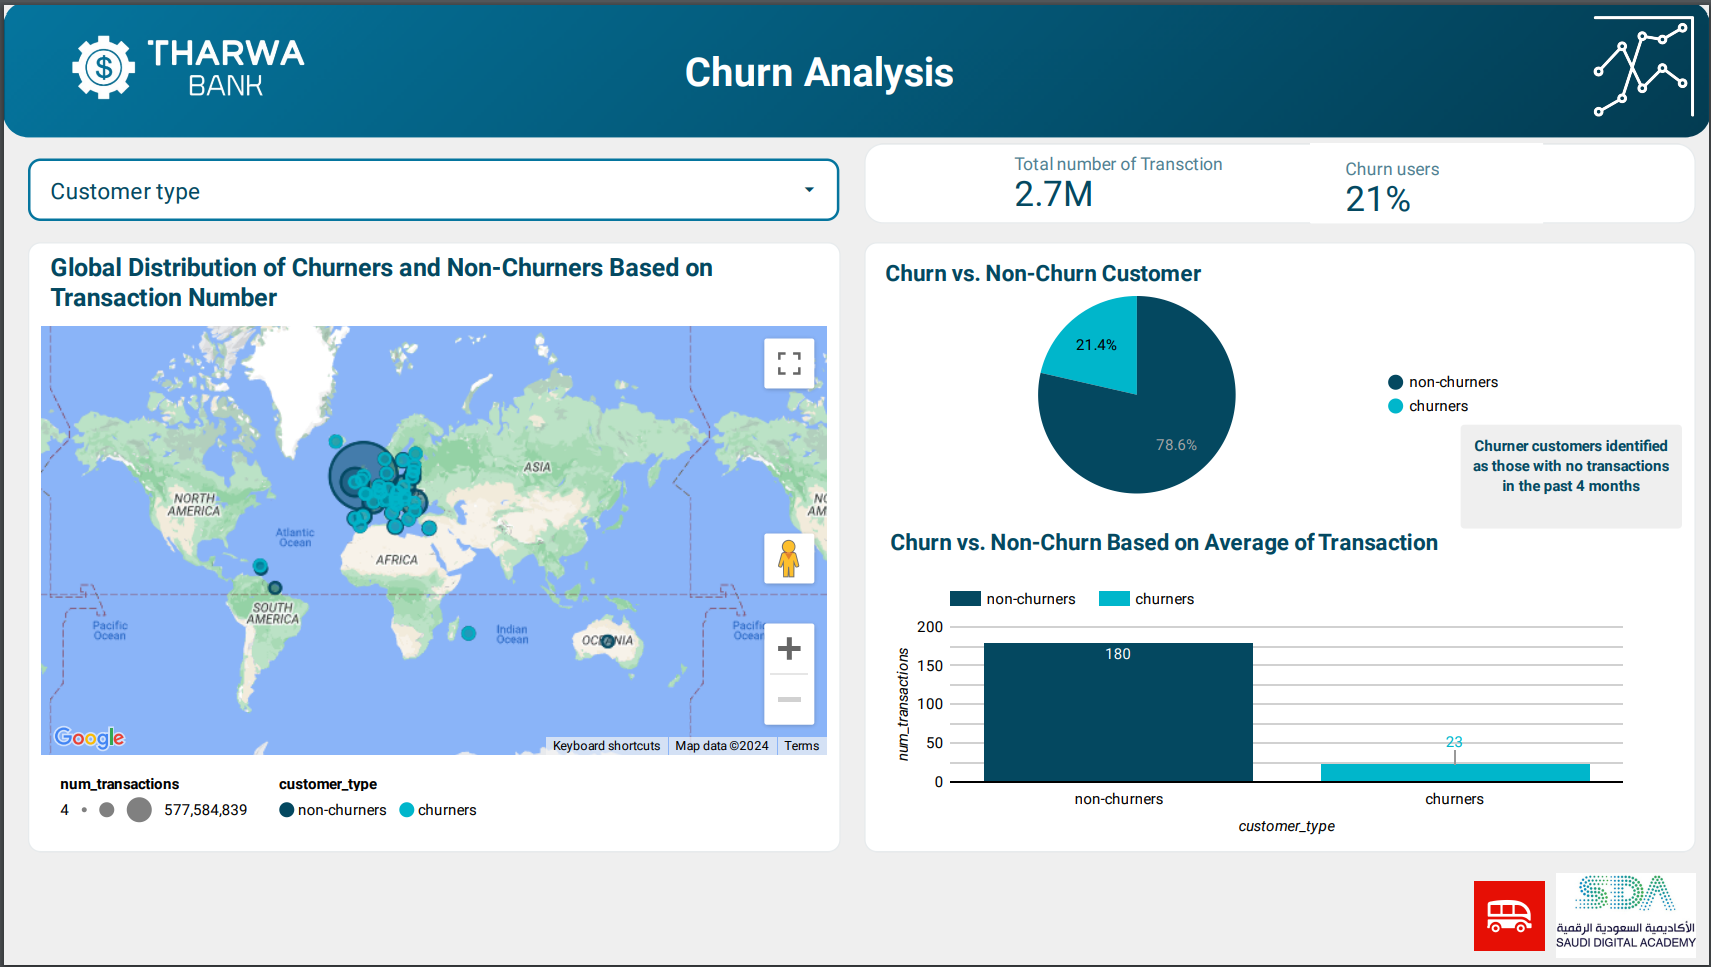 THARWA
BANK
Churn Analysis
Customer type
Total number of Transction
2.7M
Churn users
21%
Global Distribution of Churners and Non-Churners Based on
Transaction Number
NORTH
AMERICA
Atlantic
Ocean
ASIA
AFRICA
NO
AM
SOUTH
AMERICA
Pacific
Ocean
Indian
Ocean
Pacifi
Ocean
Google
Keyboard shortcuts
Map data ©2024
Terms
num_transactions
4
577,584,839
customer_type
non-churners
churners
Churn vs. Non-Churn Customer
21.4%
78.6%
non-churners
churners
Churner customers identified
as those with no transactions
in the past 4 months
Churn vs. Non-Churn Based on Average of Transaction
non-churners
churners
num_transactions
200
150
100
50
0
180
23
non-churners
churners
customer_type
SDA
الأكاديمية السعودية الرقمية
SAUDI DIGITAL ACADEMY